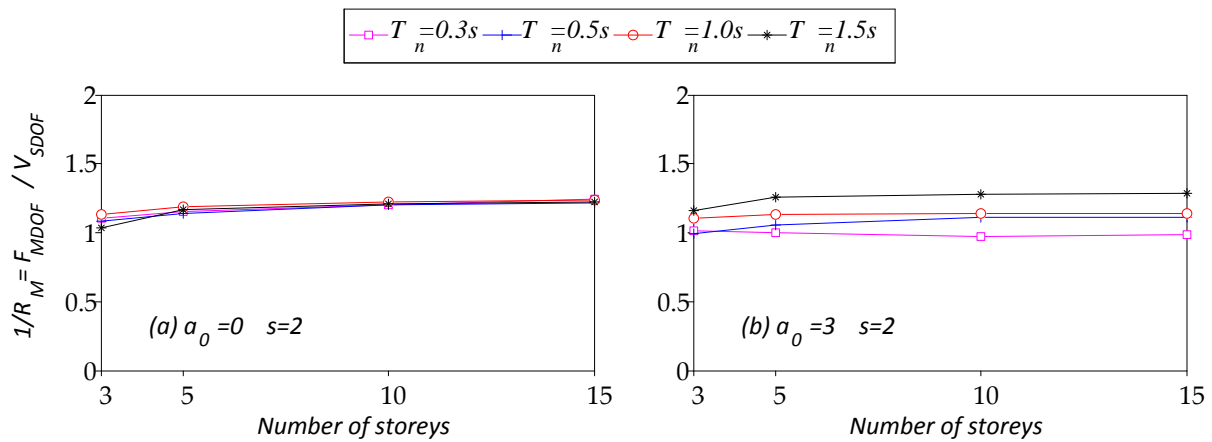 T n=0.3s T n=0.5s T n=1.0s T n=1.5s
1/R M = F MDOF / V SDOF
2
1.5
1
0.5
0
(a) a 0 =0 s=2
3 5 10 15
Number of storeys
2
1.5
1
0.5
0
(b) a 0 =3 s=2
3 5 10 15
Number of storeys